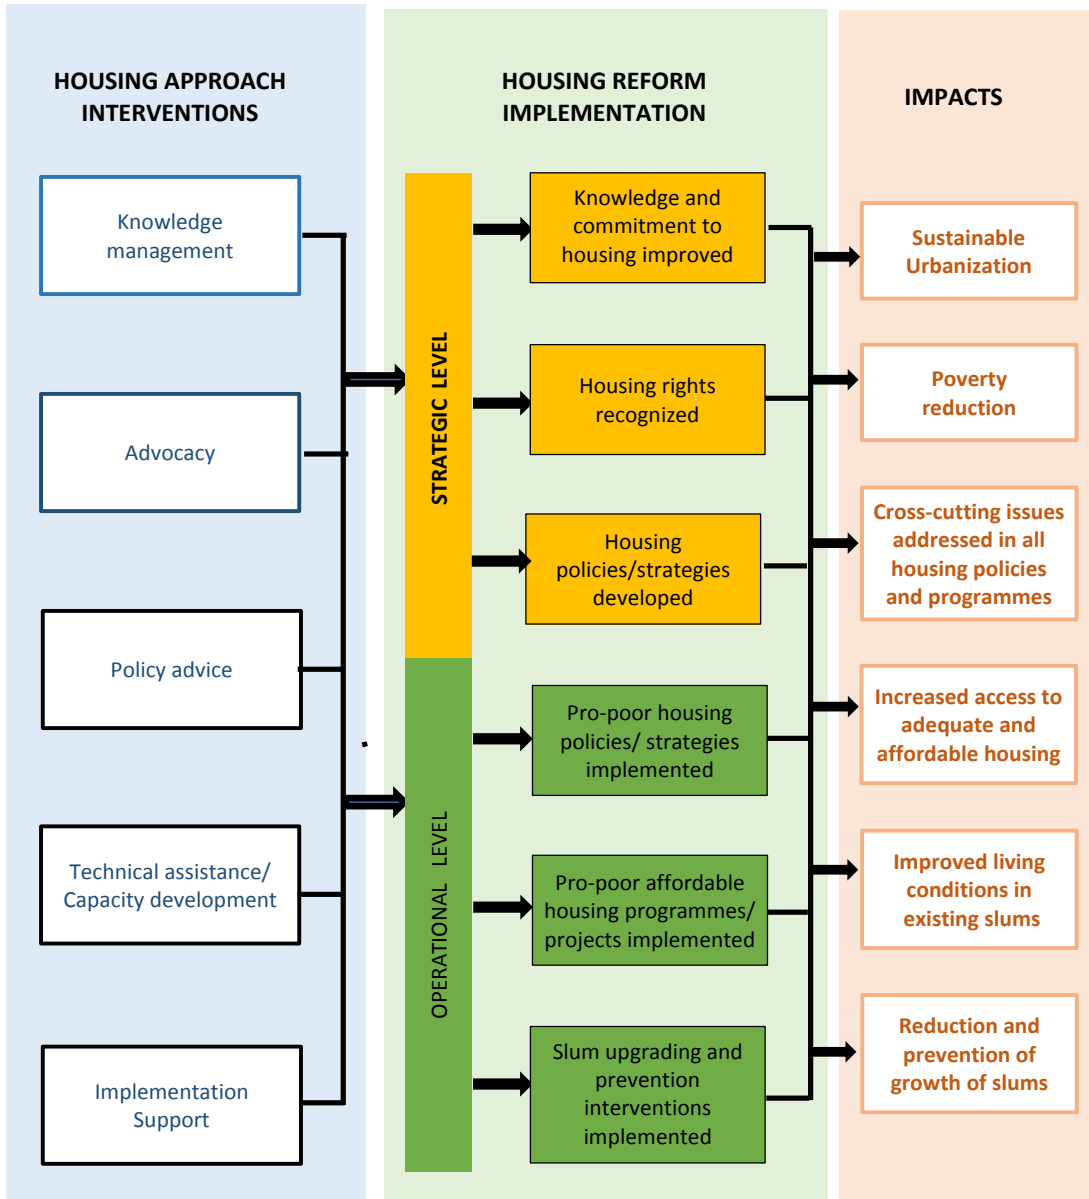 HOUSING APPROACH
INTERVENTIONS
Knowledge
management
Advocacy
Policy advice
Technical assistance/
Capacity development
Implementation
Support
HOUSING REFORM
IMPLEMENTATION
STRATEGIC LEVEL
OPERATIONAL LEVEL
Knowledge and
commitment to
housing improved
Housing rights
recognized
Housing
policies/strategies
developed
Pro-poor housing
policies/ strategies
implemented
Pro-poor affordable
housing programmes/
projects implemented
Slum upgrading and
prevention
interventions
implemented
IMPACTS
Sustainable
Urbanization
Poverty
reduction
Cross-cutting issues
addressed in all
housing policies
and programmes
Increased access to
adequate and
affordable housing
Improved living
conditions in
existing slums
Reduction and
prevention of
growth of slums